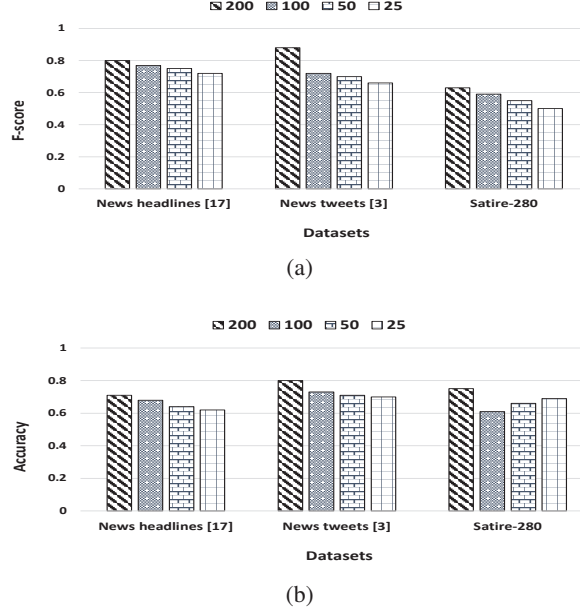 200 100 50 25
1
0.8
0.6
0.4
0.2
0
F-score
News headlines [17] News tweets [3] Satire-280
Datasets
(a)
200 100 50 25
1
0.8
0.6
0.4
0.2
0
Accuracy
News headlines [17] News tweets [3] Satire-280
Datasets
(b)